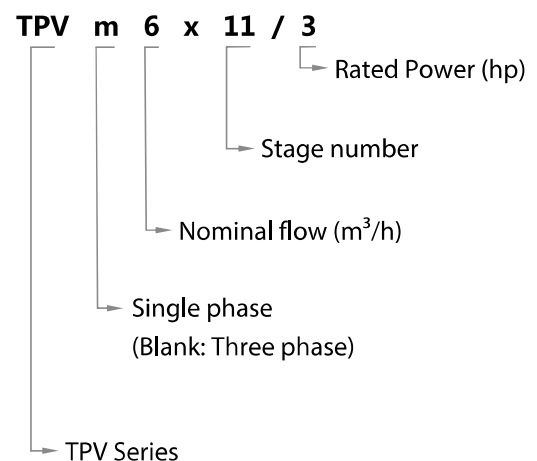 TPV m 6 x 11 / 3
Rated Power (hp)
Stage number
Nominal flow (m³/h)
Single phase
(Blank: Three phase)
TPV Series